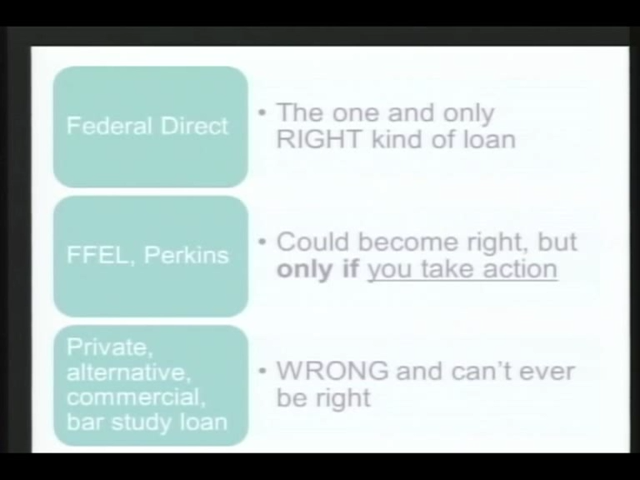 Federal Direct
• The one and only
RIGHT kind of loan
FFEL, Perkins
• Could become right, but
only if you take action
Private,
alternative,
commercial,
bar study loan
• WRONG and can't ever
be right